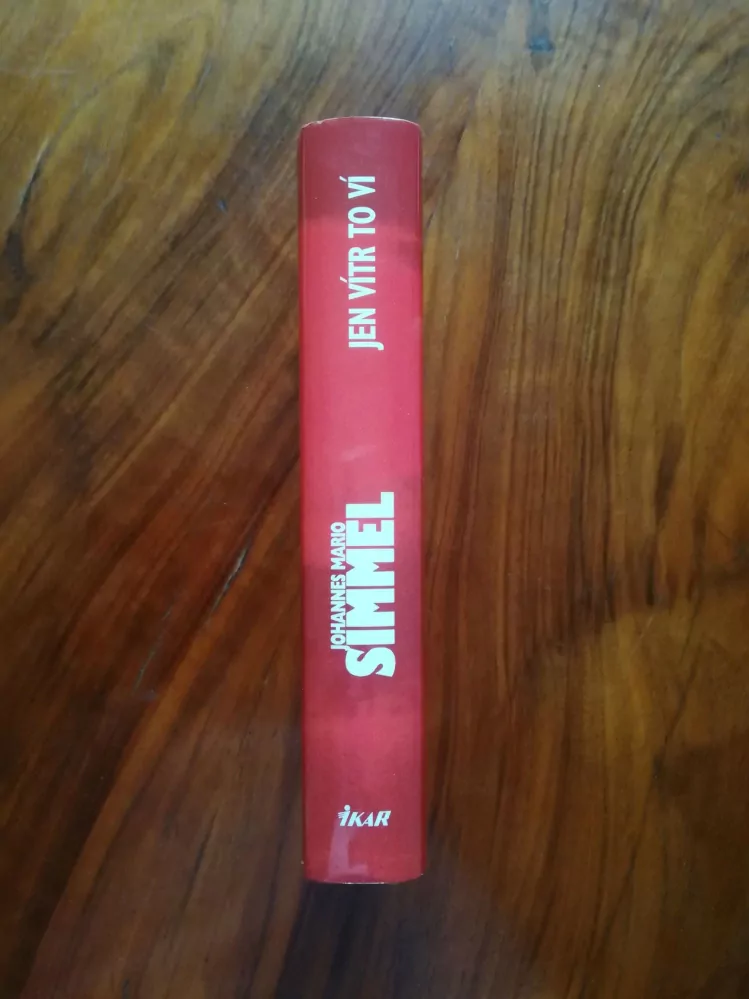 JOHANNES MARIO
SIMMEL
JEN VÍTR TO VÍ
IKAR